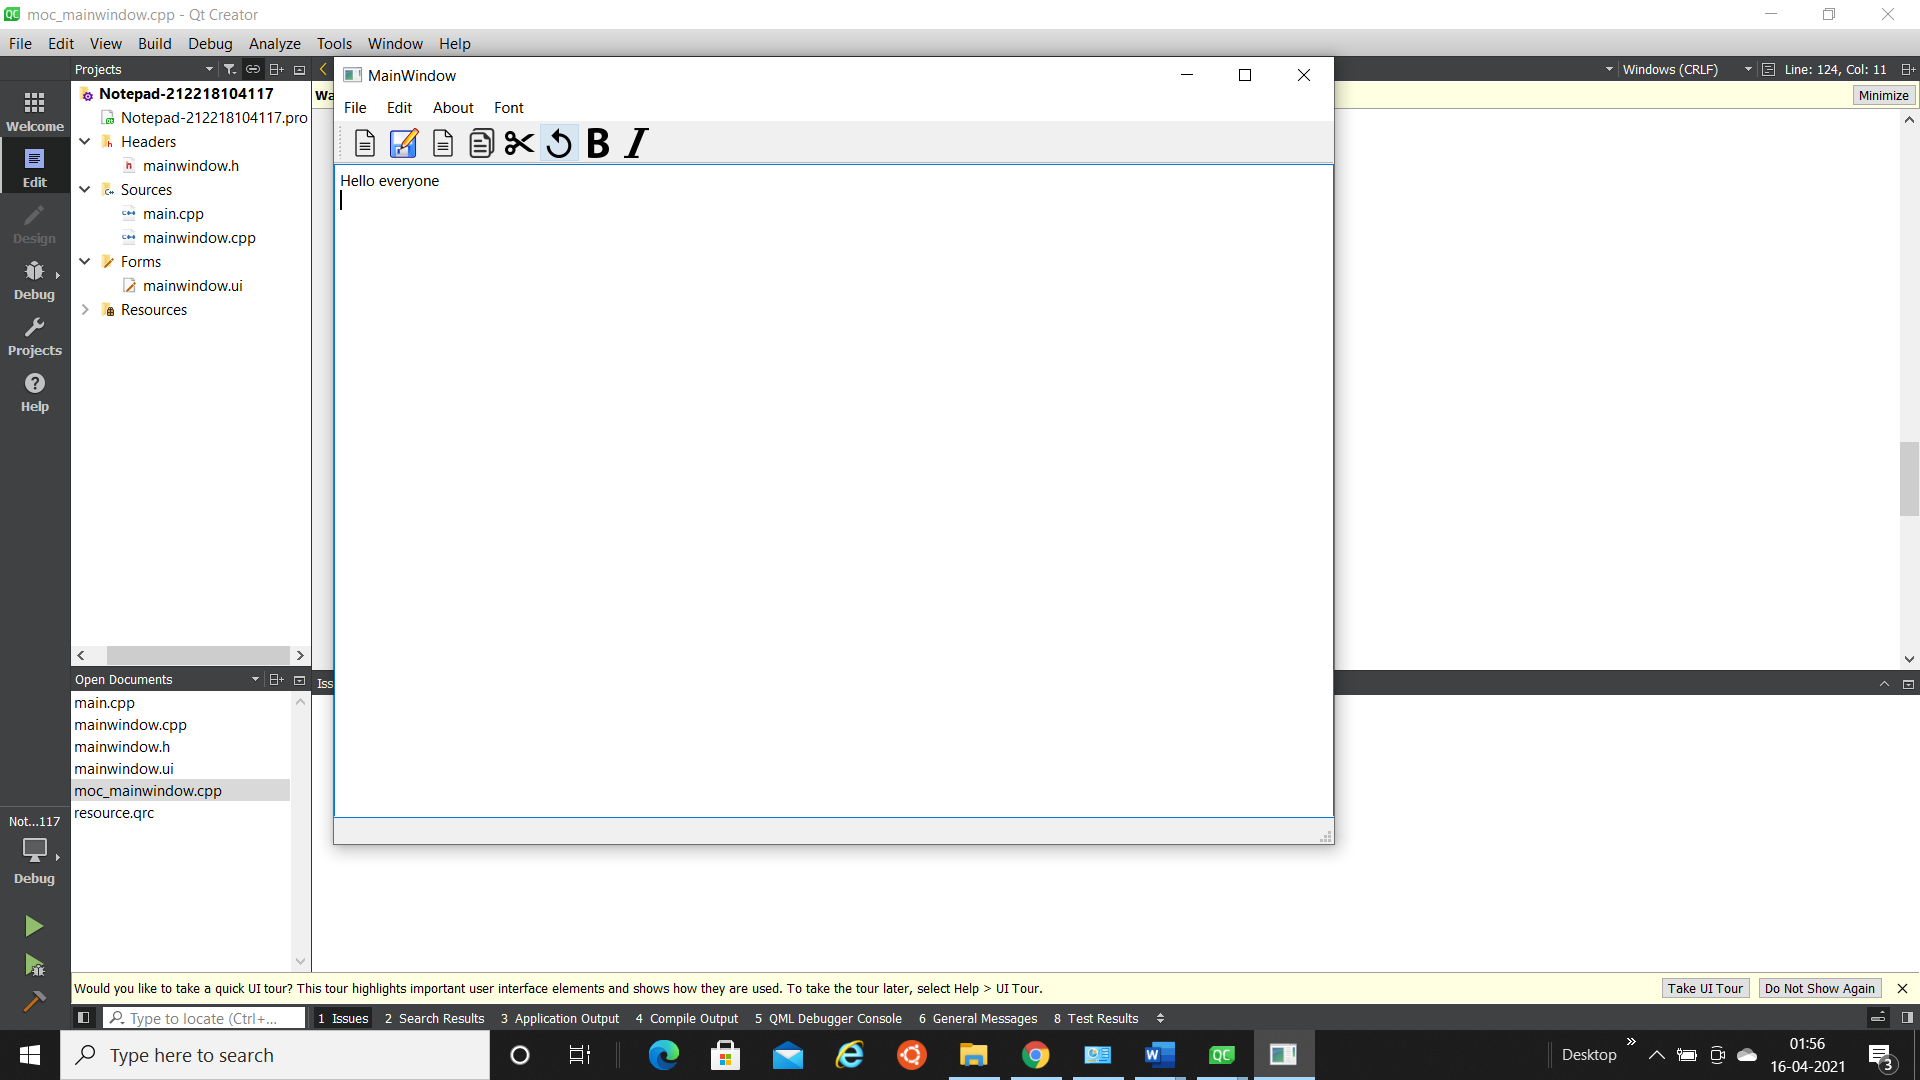 moc_mainwindow.cpp - Qt Creator
File Edit View Build Debug Analyze Tools Window Help
Projects
Windows (CRLF) Line: 124, Col: 11
Minimize
Welcome
Edit
Design
Debug
Projects
Help
Notepad-212218104117
Notepad-212218104117.pro
Headers
mainwindow.h
Sources
main.cpp
mainwindow.cpp
Forms
mainwindow.ui
Resources
Wa
MainWindow
File Edit About Font
B I
Hello everyone
Open Documents
main.cpp
mainwindow.cpp
mainwindow.h
mainwindow.ui
moc_mainwindow.cpp
resource.qrc
Iss
Not...117
Debug
Would you like to take a quick UI tour? This tour highlights important user interface elements and shows how they are used. To take the tour later, select Help > UI Tour.
Take UI Tour Do Not Show Again
Type to locate (Ctrl+...
1 Issues 2 Search Results 3 Application Output 4 Compile Output 5 QML Debugger Console 6 General Messages 8 Test Results
Type here to search
W QC
Desktop
01:56
16-04-2021
3